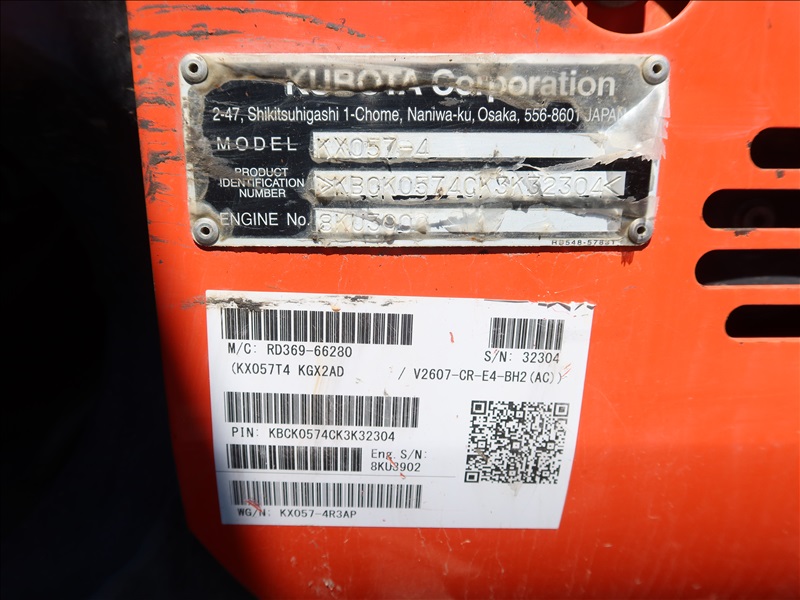 KUBOTA Corporation
2-47, Shikitsuhigashi 1-Chome, Naniwa-ku, Osaka, 556-8601 JAPAN
MODEL KX057-4
PRODUCT IDENTIFICATION NUMBER >KBCK0574CK3K32304<
ENGINE No. 8KU3902
M/C: RD369-66280 S/N: 32304
(KX057T4 KGX2AD / V2607-CR-E4-BH2(AC))
PIN: KBCK0574CK3K32304
Eng.S/N:
8KU3902
WG/N: KX057-4R3AP